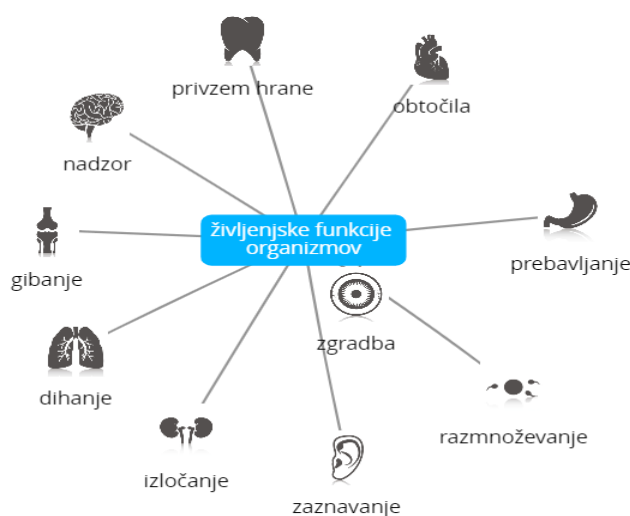 privzem hrane
obtočila
nadzor
življenjske funkcije
organizmov
prebavljanje
gibanje
zgradba
dihanje
razmnoževanje
izločanje
zaznavanje